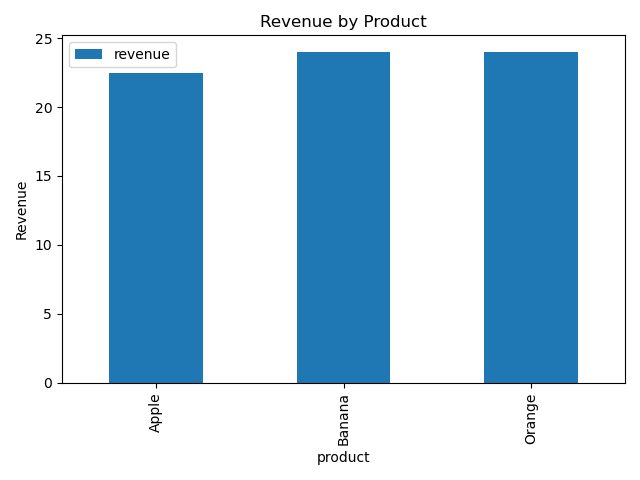 Revenue by Product
revenue
25
20
15
10
5
0
Revenue
Apple
Banana
Orange
product